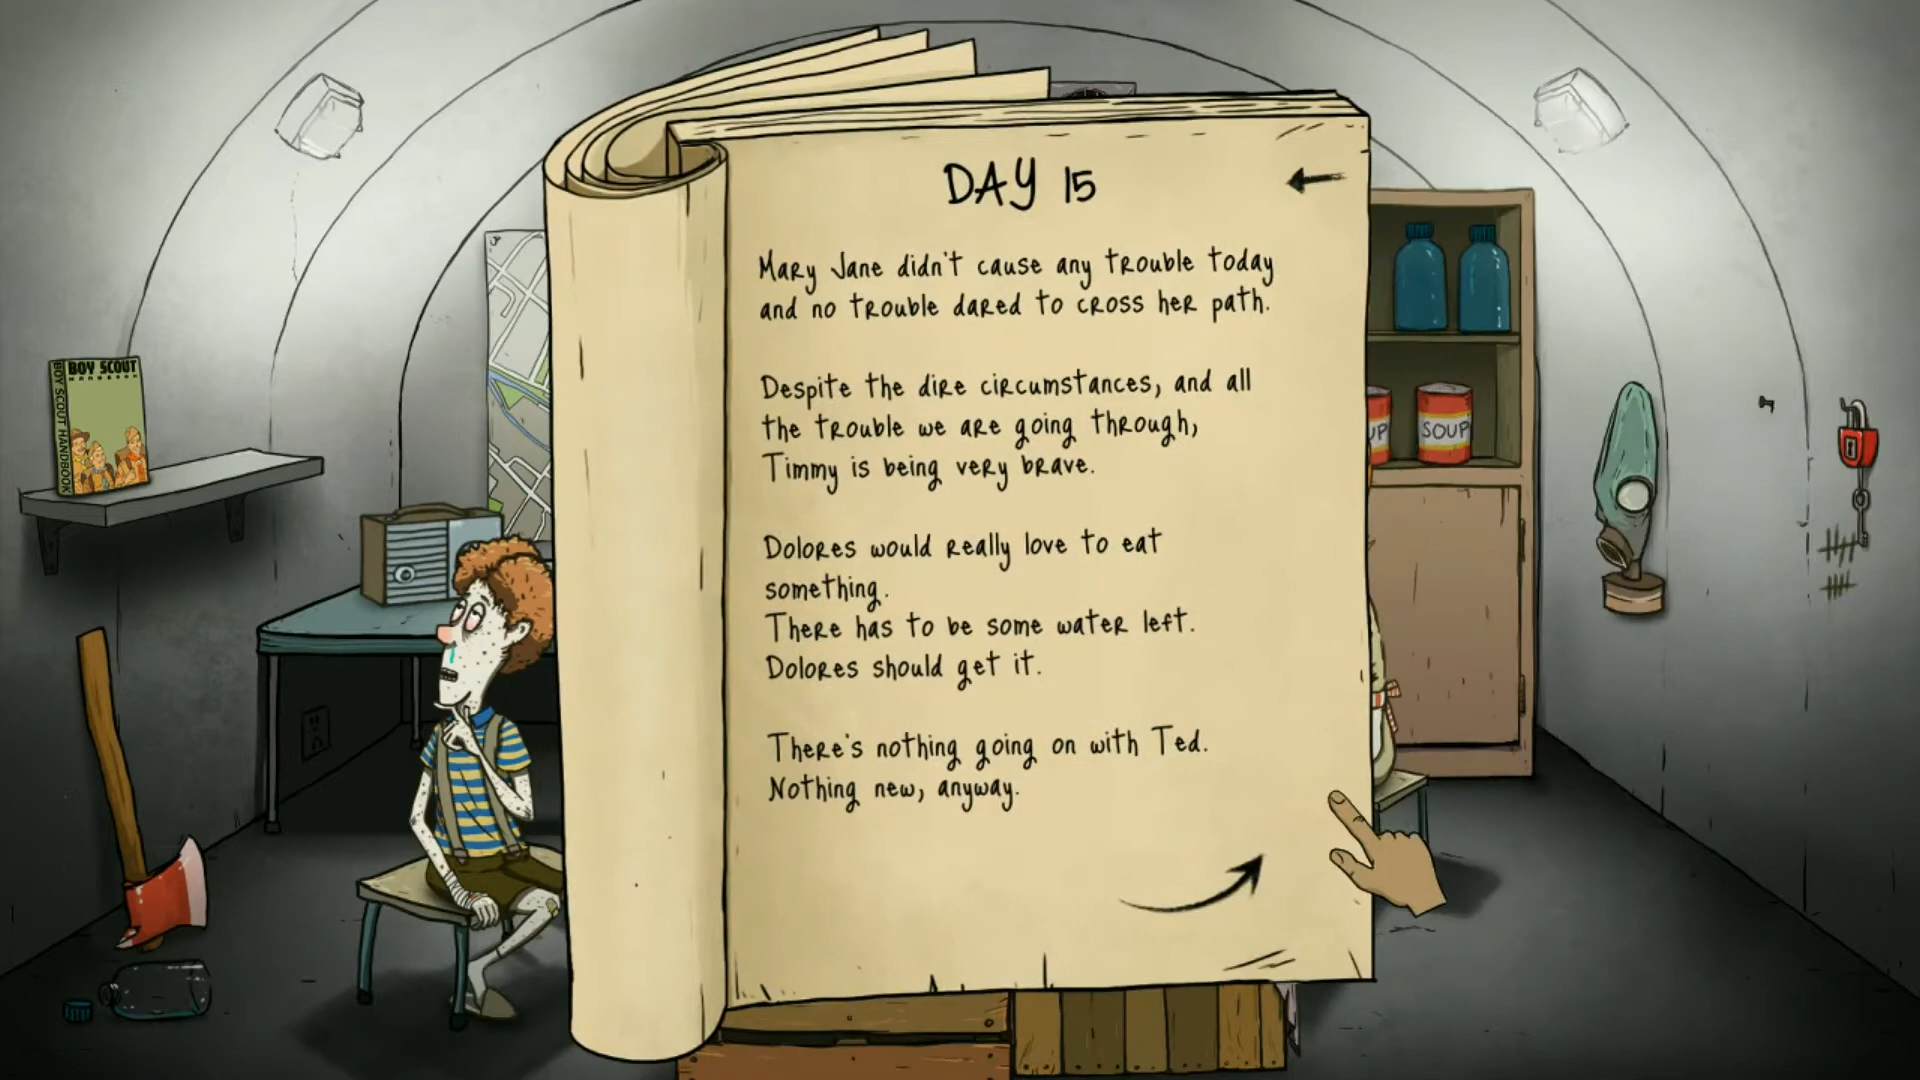 BOY SCOUT
HANDBOOK
BOY SCOUT HANDBOOK
DAY 15
Mary Jane didn't cause any trouble today
and no trouble dared to cross her path.
Despite the dire circumstances, and all
the trouble we are going through,
Timmy is being very brave.
Dolores would really love to eat
something.
There has to be some water left.
Dolores should get it.
There's nothing going on with Ted.
Nothing new, anyway.
UP
SOUP